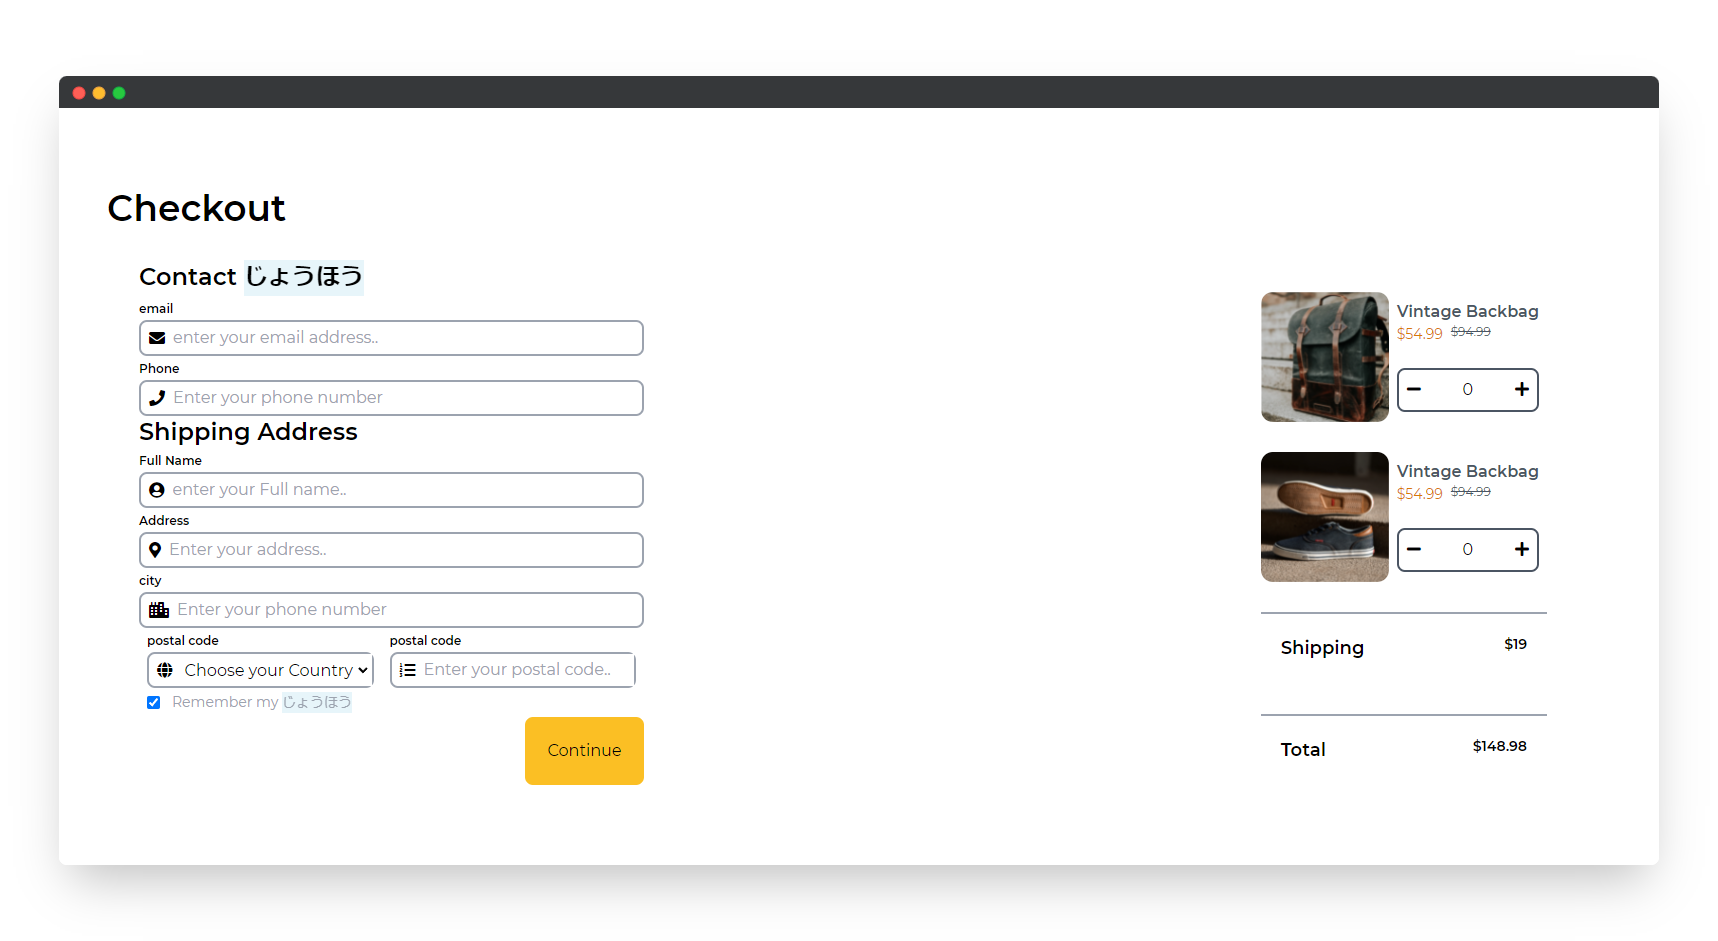 Checkout
Contact じょうほう
email
enter your email address..
Phone
Enter your phone number
Shipping Address
Full Name
enter your Full name..
Address
Enter your address..
city
Enter your phone number
postal code
Choose your Country
postal code
Enter your postal code..
Remember my じょうほう
Continue
Vintage Backbag
$54.99 $94.99
0
Vintage Backbag
$54.99 $94.99
0
Shipping $19
Total $148.98